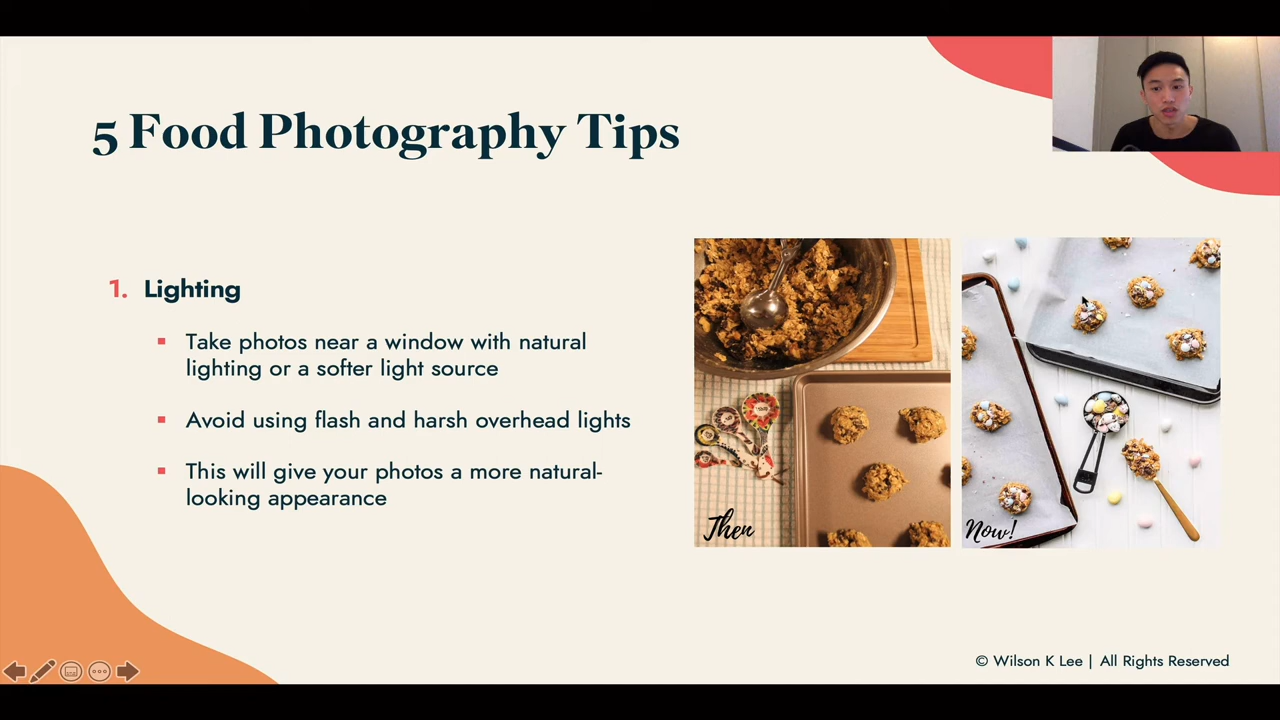 5 Food Photography Tips
1. Lighting
▪ Take photos near a window with natural
lighting or a softer light source
▪ Avoid using flash and harsh overhead lights
▪ This will give your photos a more natural-
looking appearance
Then
Now!
© Wilson K Lee | All Rights Reserved